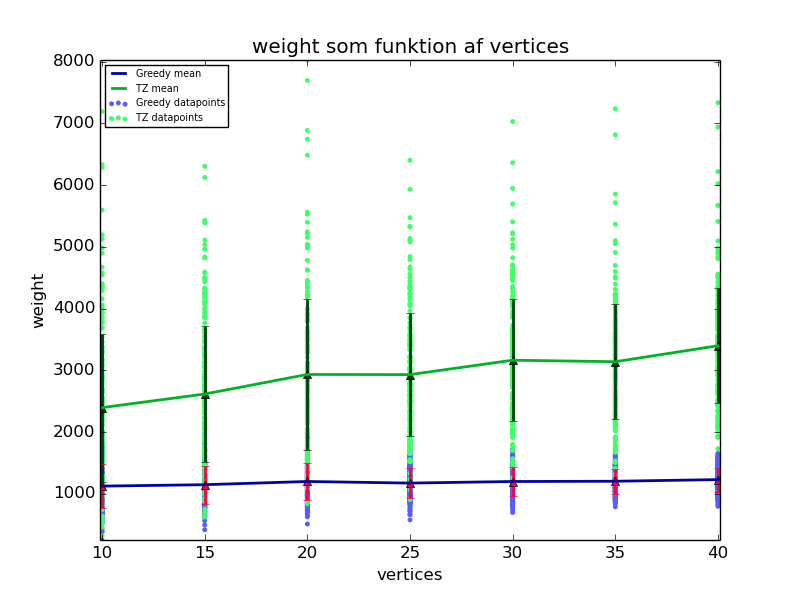 weight som funktion af vertices
8000
7000
6000
5000
4000
3000
2000
1000
weight
Greedy mean
TZ mean
Greedy datapoints
TZ datapoints
10 15 20 25 30 35 40
vertices